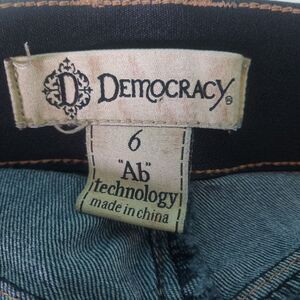 D DEMOCRACY®
6
"Ab"
technology
made in china